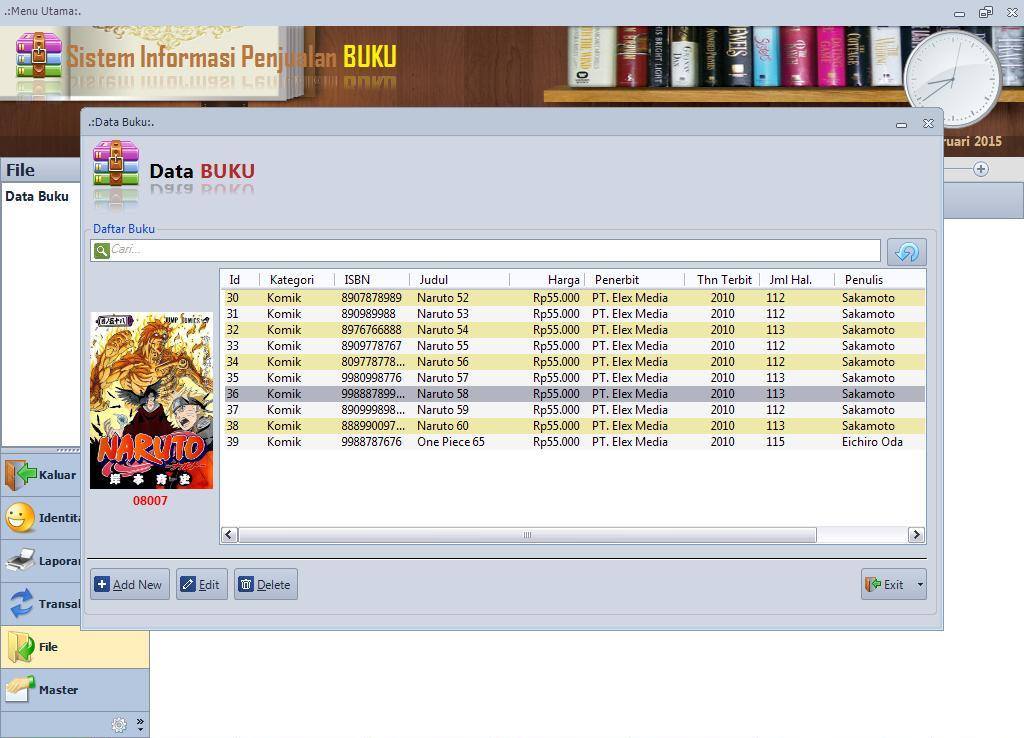 .:Menu Utama:.
Sistem Informasi Penjualan BUKU
ruari 2015
.:Data Buku:.
Data BUKU
File
Data Buku
Daftar Buku
Cari...
Id Kategori ISBN Judul Harga Penerbit Thn Terbit Jml Hal. Penulis
30 Komik 8907878989 Naruto 52 Rp55.000 PT. Elex Media 2010 112 Sakamoto
31 Komik 890989988 Naruto 53 Rp55.000 PT. Elex Media 2010 112 Sakamoto
32 Komik 8976766888 Naruto 54 Rp55.000 PT. Elex Media 2010 113 Sakamoto
33 Komik 8909778767 Naruto 55 Rp55.000 PT. Elex Media 2010 112 Sakamoto
34 Komik 809778778... Naruto 56 Rp55.000 PT. Elex Media 2010 112 Sakamoto
35 Komik 9980998776 Naruto 57 Rp55.000 PT. Elex Media 2010 113 Sakamoto
36 Komik 998887899... Naruto 58 Rp55.000 PT. Elex Media 2010 113 Sakamoto
37 Komik 890999898... Naruto 59 Rp55.000 PT. Elex Media 2010 112 Sakamoto
38 Komik 888990097... Naruto 60 Rp55.000 PT. Elex Media 2010 113 Sakamoto
39 Komik 9988787676 One Piece 65 Rp55.000 PT. Elex Media 2010 115 Eichiro Oda
JUMP COMICS
NARUTO
岸本斉史
08007
Kaluar
Identita
Laporan
Transak
File
Master
Add New
Edit
Delete
Exit